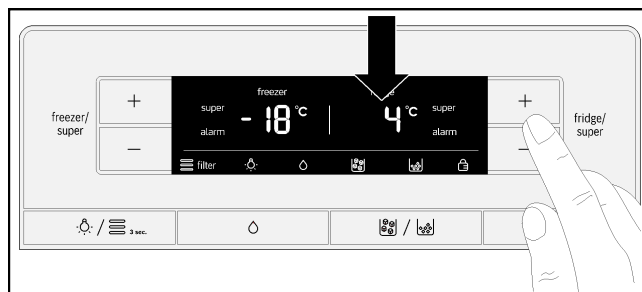 freezer
super
alarm
-18 °C
4 °C
super
alarm
filter
freezer/
super
+
−
+
−
fridge/
super
/
3 sec.
/